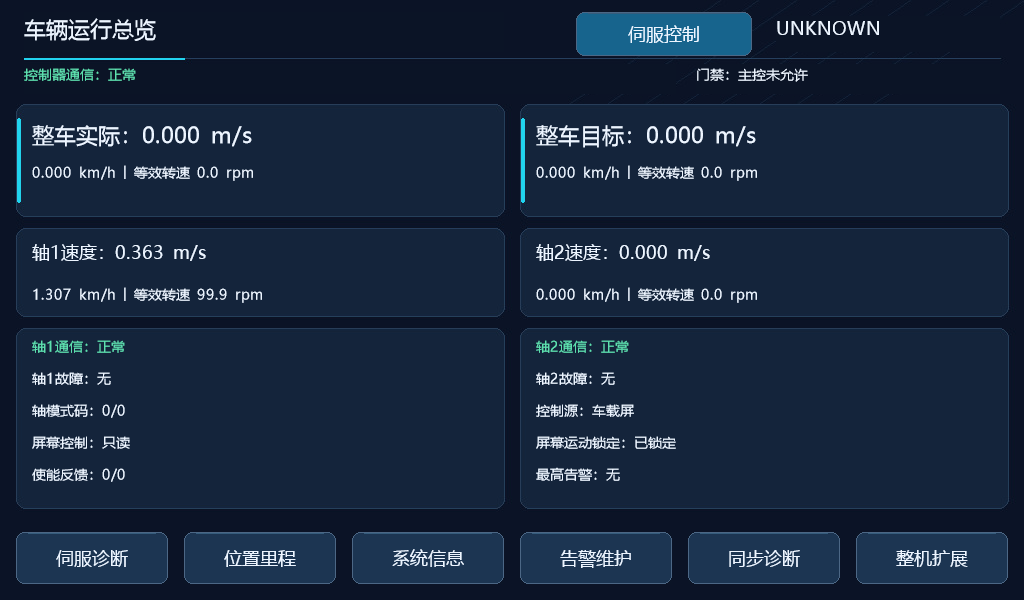 车辆运行总览
伺服控制
UNKNOWN
控制器通信：正常
门禁：主控未允许
整车实际：0.000 m/s
0.000 km/h | 等效转速 0.0 rpm
整车目标：0.000 m/s
0.000 km/h | 等效转速 0.0 rpm
轴1速度：0.363 m/s
1.307 km/h | 等效转速 99.9 rpm
轴2速度：0.000 m/s
0.000 km/h | 等效转速 0.0 rpm
轴1通信：正常
轴1故障：无
轴模式码：0/0
屏幕控制：只读
使能反馈：0/0
轴2通信：正常
轴2故障：无
控制源：车载屏
屏幕运动锁定：已锁定
最高告警：无
伺服诊断
位置里程
系统信息
告警维护
同步诊断
整机扩展